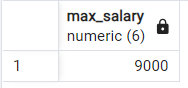 max_salary
numeric (6)
1 9000